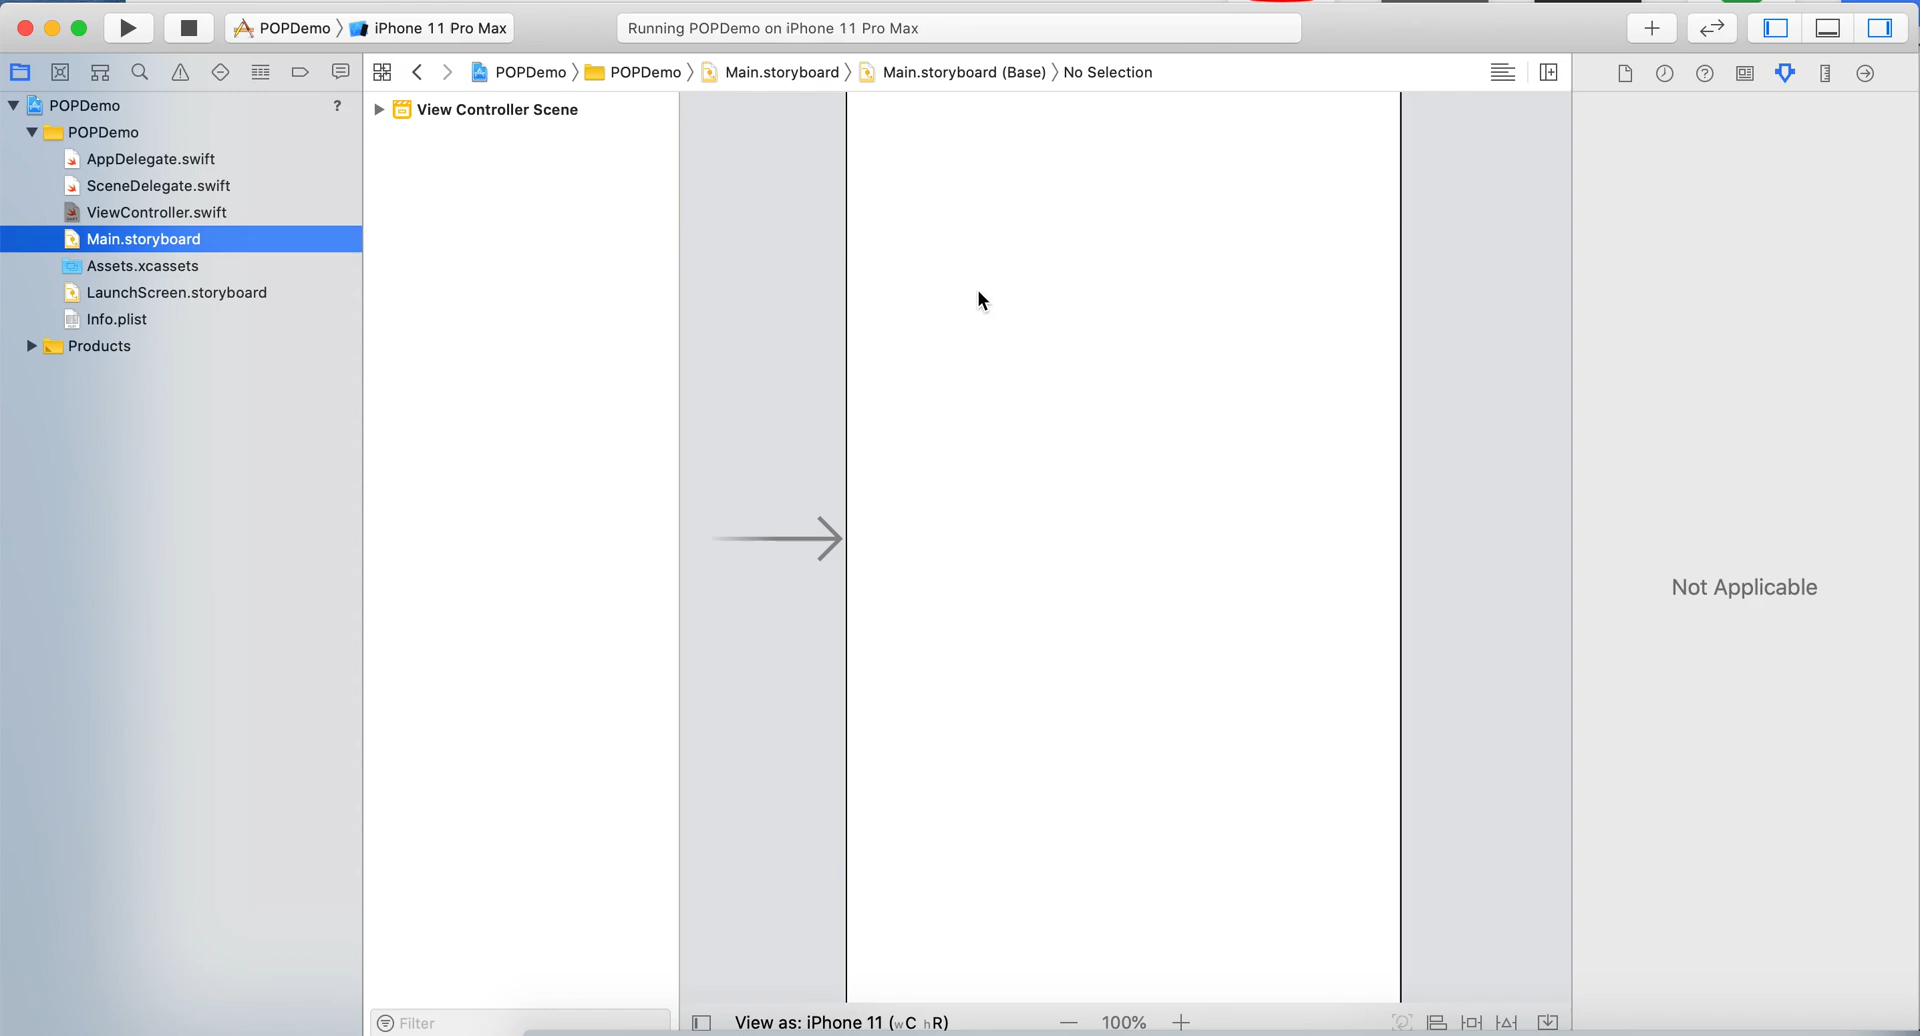 POPDemo 〉 iPhone 11 Pro Max
Running POPDemo on iPhone 11 Pro Max
POPDemo 〉 POPDemo 〉 Main.storyboard 〉 Main.storyboard (Base) 〉 No Selection
POPDemo ?
POPDemo
AppDelegate.swift
SceneDelegate.swift
ViewController.swift
Main.storyboard
Assets.xcassets
LaunchScreen.storyboard
Info.plist
Products
View Controller Scene
Not Applicable
Filter
View as: iPhone 11 (wC hR)
— 100% +